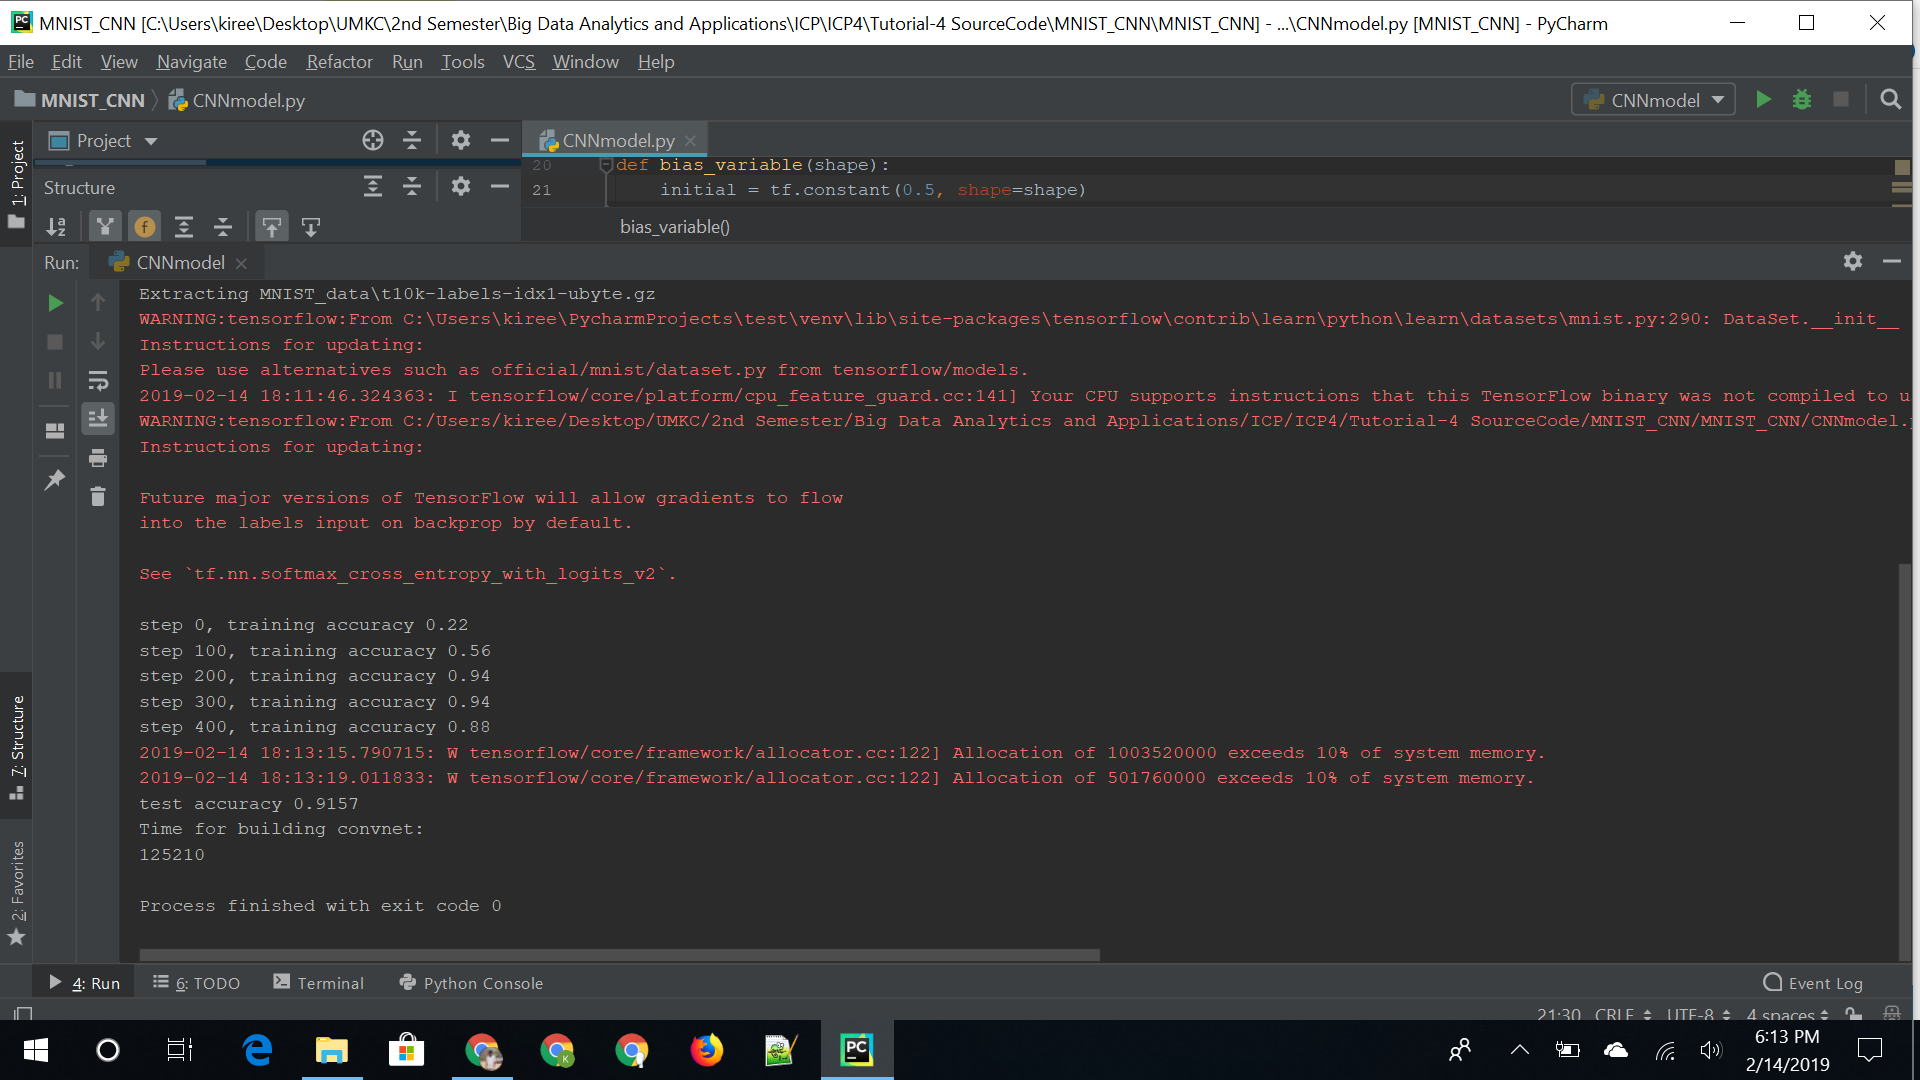 MNIST_CNN [C:\Users\kiree\Desktop\UMKC\2nd Semester\Big Data Analytics and Applications\ICP\ICP4\Tutorial-4 SourceCode\MNIST_CNN\MNIST_CNN] - ...\CNNmodel.py [MNIST_CNN] - PyCharm
File Edit View Navigate Code Refactor Run Tools VCS Window Help
MNIST_CNN CNNmodel.py CNNmodel
1: Project
Project CNNmodel.py
20 def bias_variable(shape):
Structure
21 initial = tf.constant(0.5, shape=shape)
bias_variable()
Run: CNNmodel
Extracting MNIST_data\t10k-labels-idx1-ubyte.gz
WARNING:tensorflow:From C:\Users\kiree\PycharmProjects\test\venv\lib\site-packages\tensorflow\contrib\learn\python\learn\datasets\mnist.py:290: DataSet.__init__
Instructions for updating:
Please use alternatives such as official/mnist/dataset.py from tensorflow/models.
2019-02-14 18:11:46.324363: I tensorflow/core/platform/cpu_feature_guard.cc:141] Your CPU supports instructions that this TensorFlow binary was not compiled to u
WARNING:tensorflow:From C:/Users/kiree/Desktop/UMKC/2nd Semester/Big Data Analytics and Applications/ICP/ICP4/Tutorial-4 SourceCode/MNIST_CNN/MNIST_CNN/CNNmodel.
Instructions for updating:
Future major versions of TensorFlow will allow gradients to flow
into the labels input on backprop by default.
See `tf.nn.softmax_cross_entropy_with_logits_v2`.
step 0, training accuracy 0.22
step 100, training accuracy 0.56
step 200, training accuracy 0.94
step 300, training accuracy 0.94
step 400, training accuracy 0.88
2019-02-14 18:13:15.790715: W tensorflow/core/framework/allocator.cc:122] Allocation of 1003520000 exceeds 10% of system memory.
2019-02-14 18:13:19.011833: W tensorflow/core/framework/allocator.cc:122] Allocation of 501760000 exceeds 10% of system memory.
test accuracy 0.9157
Time for building convnet:
125210
Process finished with exit code 0
7: Structure
2: Favorites
4: Run 6: TODO Terminal Python Console Event Log
21:30 CRLF UTF-8 4 spaces
6:13 PM
2/14/2019